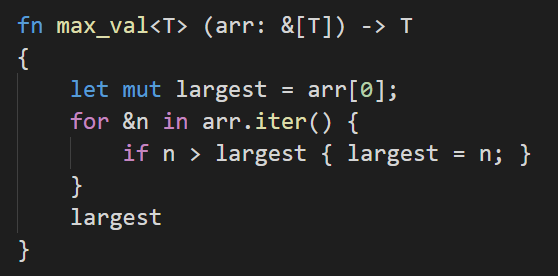 fn max_val<T> (arr: &[T]) -> T
{
    let mut largest = arr[0];
    for &n in arr.iter() {
        if n > largest { largest = n; }
    }
    largest
}